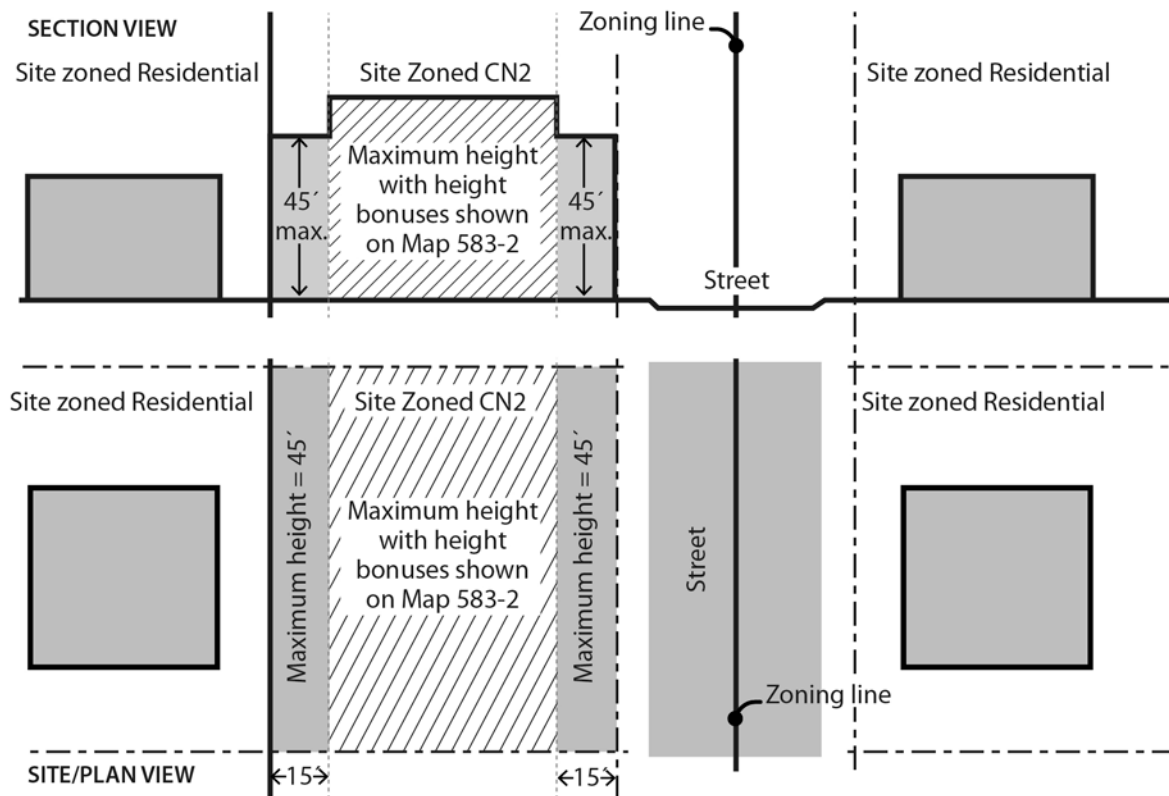 SECTION VIEW
Zoning line
Site zoned Residential
Site Zoned CN2
Site zoned Residential
Maximum height
with height
bonuses shown
on Map 583-2
45´
max.
45´
max.
Street
Site zoned Residential
Site Zoned CN2
Site zoned Residential
Maximum height = 45´
Maximum height
with height
bonuses shown
on Map 583-2
Maximum height = 45´
Street
Zoning line
SITE/PLAN VIEW
15´
15´